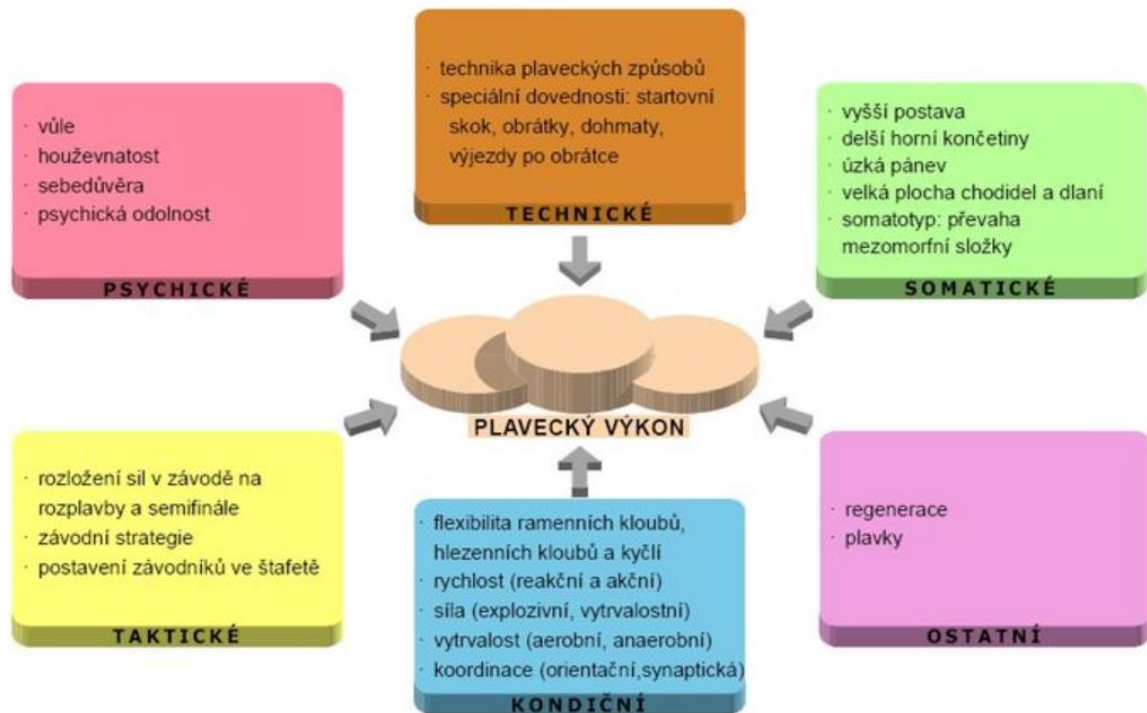 · vůle
· houževnatost
· sebedůvěra
· psychická odolnost
PSYCHICKÉ
· technika plaveckých způsobů
· speciální dovednosti: startovní
skok, obrátky, dohmaty,
výjezdy po obrátce
TECHNICKÉ
· vyšší postava
· delší horní končetiny
· úzká pánev
· velká plocha chodidel a dlaní
· somatotyp: převaha
mezomorfní složky
SOMATICKÉ
PLAVECKÝ VÝKON
· rozložení sil v závodě na
rozplavby a semifinále
· závodní strategie
· postavení závodníků ve štafetě
TAKTICKÉ
· flexibilita ramenních kloubů,
hlezenních kloubů a kyčlí
· rychlost (reakční a akční)
· síla (explozivní, vytrvalostní)
· vytrvalost (aerobní, anaerobní)
· koordinace (orientační,synaptická)
KONDIČNÍ
· regenerace
· plavky
OSTATNÍ